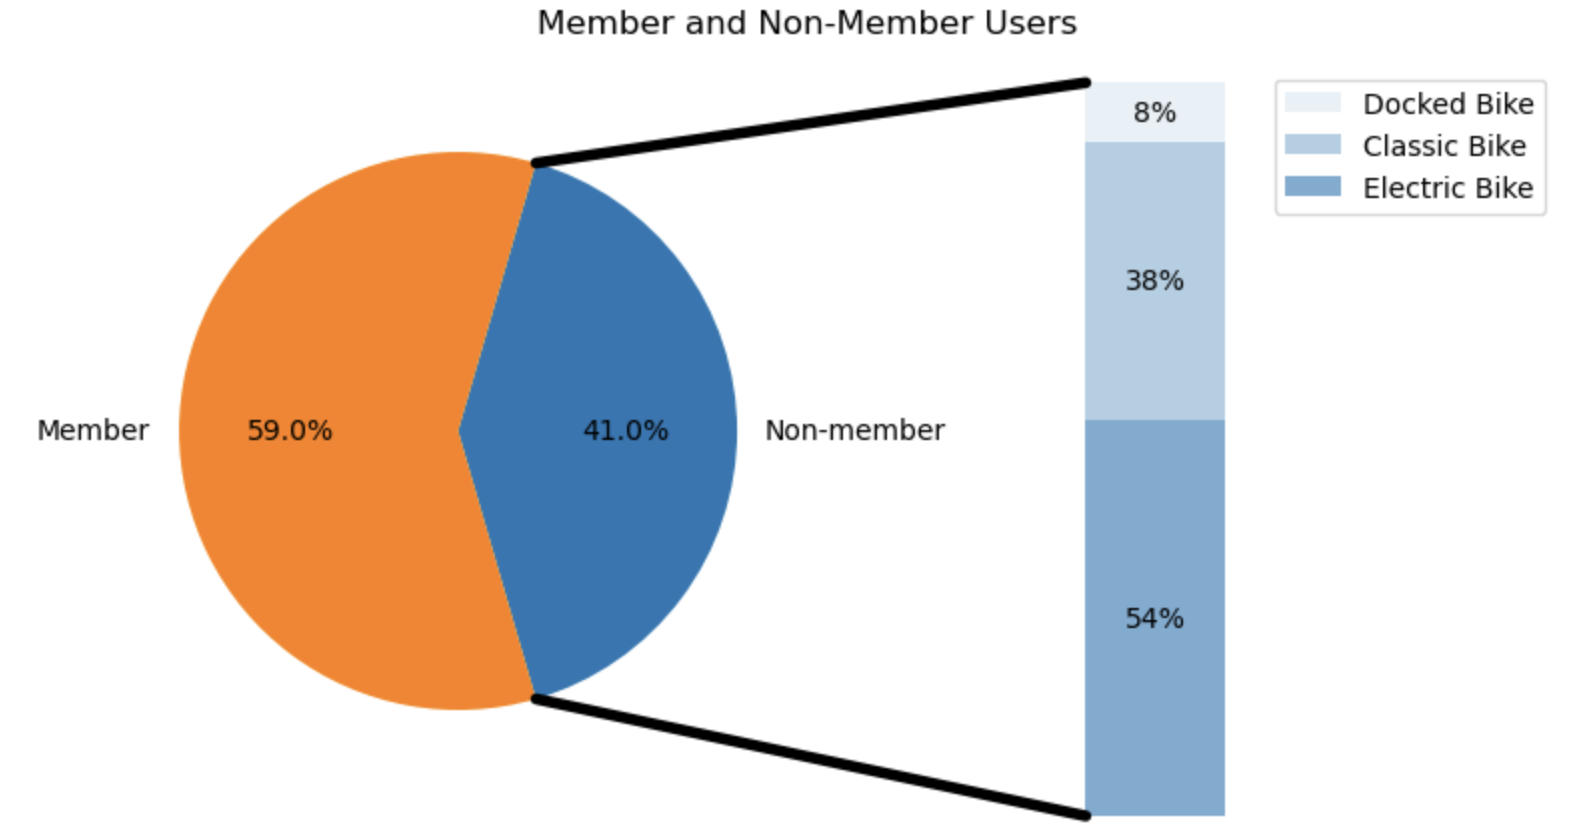 Member and Non-Member Users
Docked Bike
Classic Bike
Electric Bike
8%
38%
54%
Member
59.0%
41.0%
Non-member